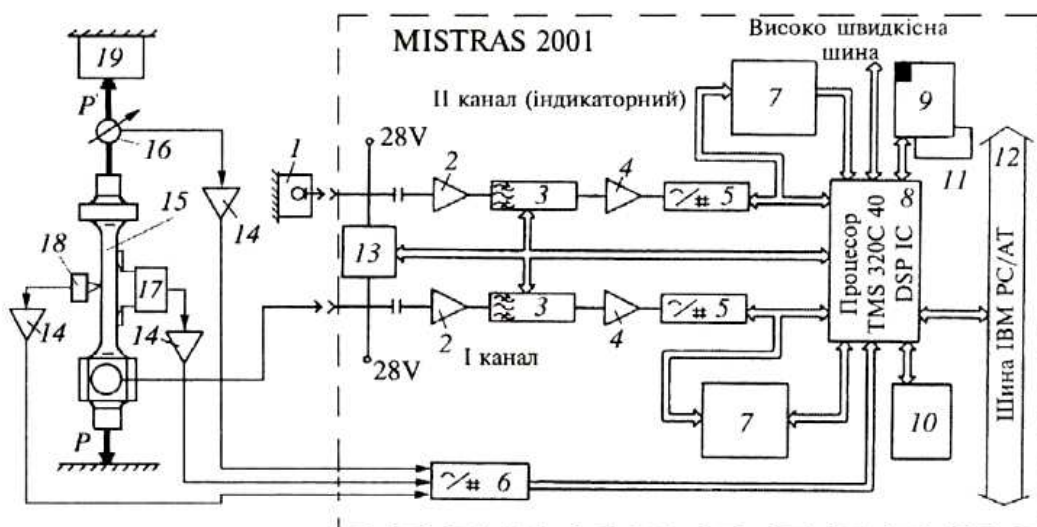 MISTRAS 2001
Високо швидкісна
шина
II канал (індикаторний)
28V
19
P'
16
1
2
3
4
~/# 5
7
9
11
12
14
15
18
17
14
14
13
Процесор
TMS 320C 40
DSP IC 8
2
3
4
~/# 5
I канал
28V
7
10
Шина IBM PC/AT
P
~/# 6